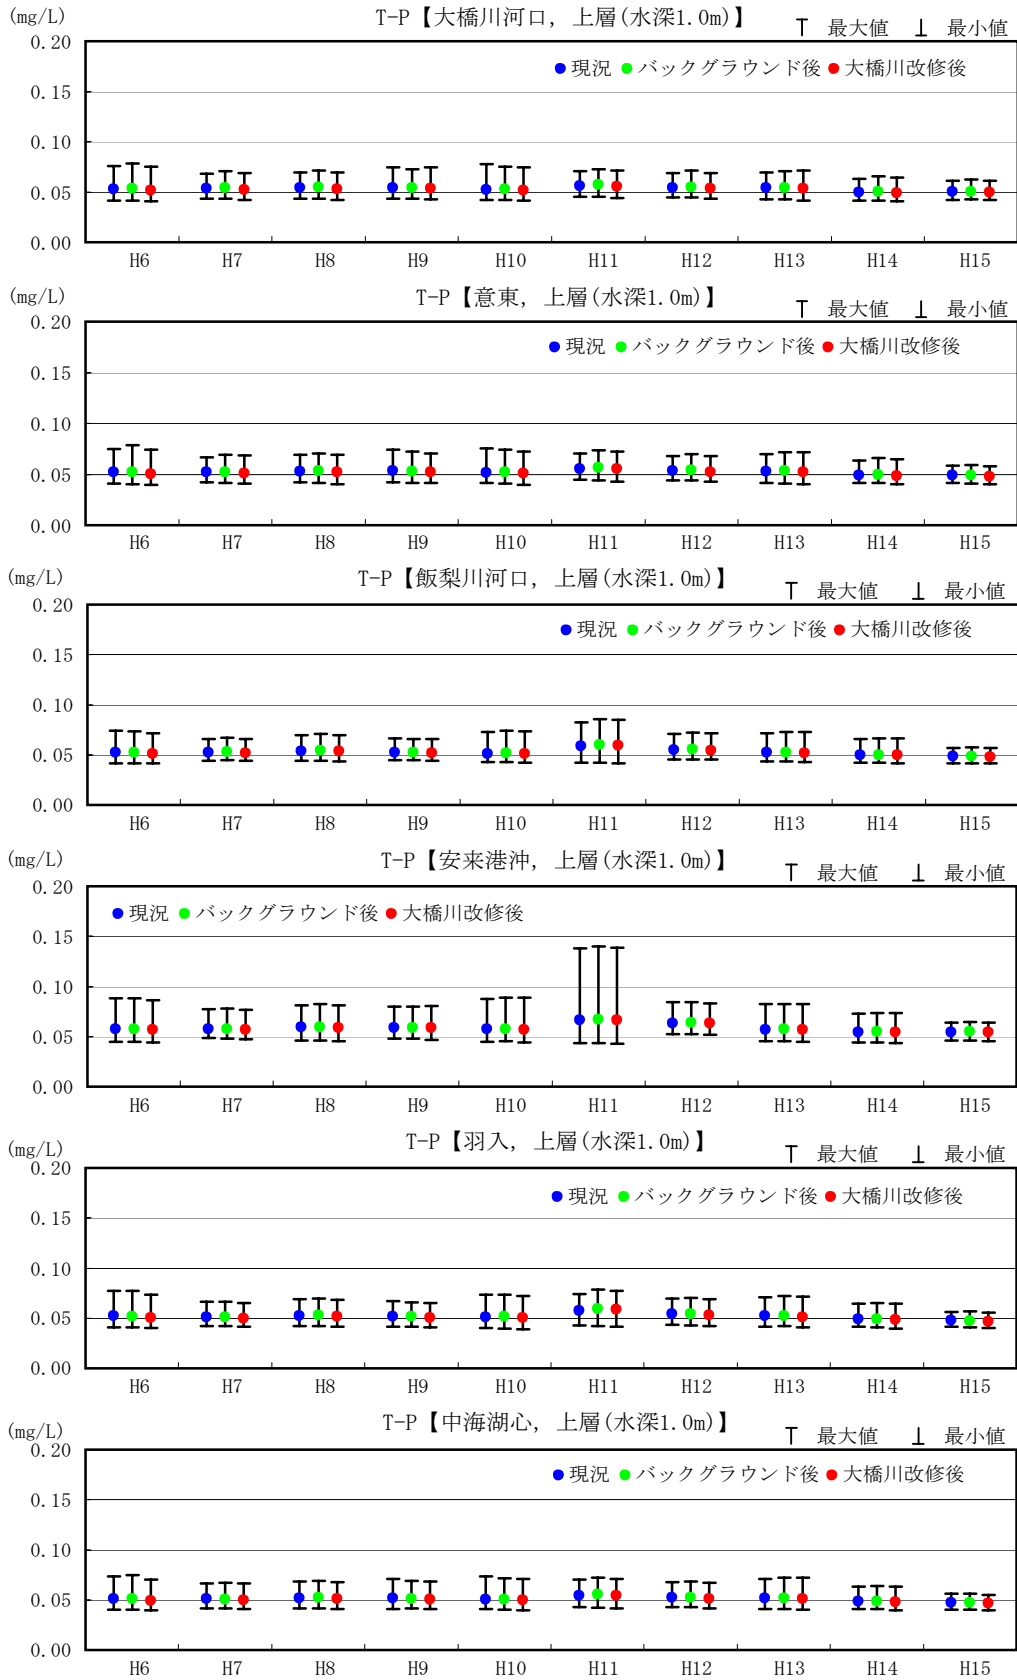 (mg/L) T-P【大橋川河口, 上層(水深1.0m)】 最大値 最小値
0.20
● 現況 ● バックグラウンド後 ● 大橋川改修後
0.15
0.10
0.05
0.00
H6 H7 H8 H9 H10 H11 H12 H13 H14 H15
(mg/L) T-P【意東, 上層(水深1.0m)】 最大値 最小値
0.20
● 現況 ● バックグラウンド後 ● 大橋川改修後
0.15
0.10
0.05
0.00
H6 H7 H8 H9 H10 H11 H12 H13 H14 H15
(mg/L) T-P【飯梨川河口, 上層(水深1.0m)】 最大値 最小値
0.20
● 現況 ● バックグラウンド後 ● 大橋川改修後
0.15
0.10
0.05
0.00
H6 H7 H8 H9 H10 H11 H12 H13 H14 H15
(mg/L) T-P【安来港沖, 上層(水深1.0m)】 最大値 最小値
0.20
● 現況 ● バックグラウンド後 ● 大橋川改修後
0.15
0.10
0.05
0.00
H6 H7 H8 H9 H10 H11 H12 H13 H14 H15
(mg/L) T-P【羽入, 上層(水深1.0m)】 最大値 最小値
0.20
● 現況 ● バックグラウンド後 ● 大橋川改修後
0.15
0.10
0.05
0.00
H6 H7 H8 H9 H10 H11 H12 H13 H14 H15
(mg/L) T-P【中海湖心, 上層(水深1.0m)】 最大値 最小値
0.20
● 現況 ● バックグラウンド後 ● 大橋川改修後
0.15
0.10
0.05
0.00
H6 H7 H8 H9 H10 H11 H12 H13 H14 H15